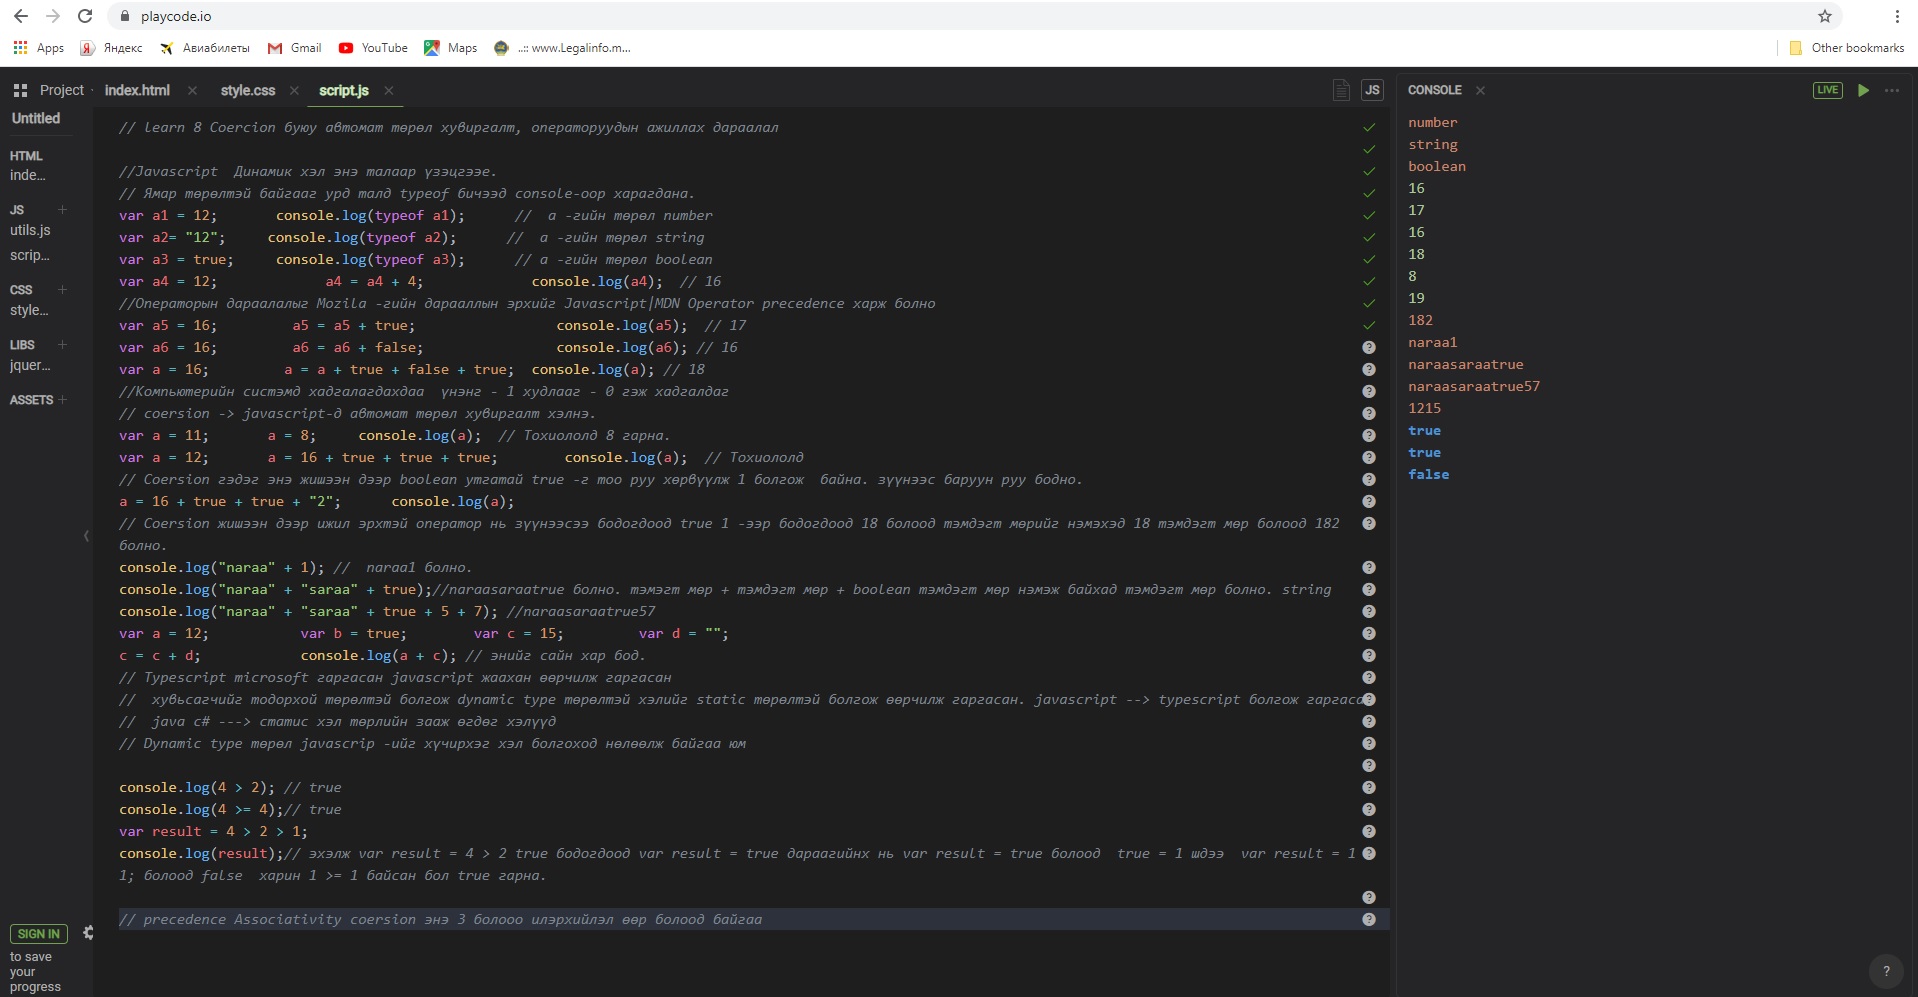 playcode.io
Apps Яндекс Авиабилеты Gmail YouTube Maps ..:: www.Legalinfo.m... Other bookmarks
Project index.html style.css script.js JS
Untitled
HTML
inde...
JS
utils.js
scrip...
CSS
style...
LIBS
jquer...
ASSETS
SIGN IN
to save
your
progress
// learn 8 Coercion буюу автомат төрөл хувиргалт, операторуудын ажиллах дараалал
//Javascript  Динамик хэл энэ талаар үзэцгээе.
// Ямар төрөлтэй байгааг урд талд typeof бичээд console-оор харагдана.
var a1 = 12;       console.log(typeof a1);      //  a -гийн төрөл number
var a2= "12";     console.log(typeof a2);      //  a -гийн төрөл string
var a3 = true;     console.log(typeof a3);      // a -гийн төрөл boolean
var a4 = 12;             a4 = a4 + 4;             console.log(a4);  // 16
//Операторын дараалалыг Mozila -гийн дарааллын эрхийг Javascript|MDN Operator precedence харж болно
var a5 = 16;         a5 = a5 + true;                 console.log(a5);  // 17
var a6 = 16;         a6 = a6 + false;                console.log(a6); // 16
var a = 16;         a = a + true + false + true;  console.log(a); // 18
//Компьютерийн системд хадгалагдахдаа  үнэнг - 1 худлааг - 0 гэж хадгалдаг
// coersion -> javascript-д автомат төрөл хувиргалт хэлнэ.
var a = 11;       a = 8;     console.log(a);  // Тохиололд 8 гарна.
var a = 12;       a = 16 + true + true + true;        console.log(a);  // Тохиололд
// Coersion гэдэг энэ жишээн дээр boolean утгатай true -г тоо руу хөрвүүлж 1 болгож  байна. зүүнээс баруун руу бодно.
a = 16 + true + true + "2";      console.log(a);
// Coersion жишээн дээр ижил эрхтэй оператор нь зүүнээсээ бодогдоод true 1 -ээр бодогдоод 18 болоод тэмдэгт мөрийг нэмэхэд 18 тэмдэгт мөр болоод 182
болно.
console.log("naraa" + 1); //  naraa1 болно.
console.log("naraa" + "saraa" + true);//naraasaraatrue болно. тэмэгт мөр + тэмдэгт мөр + boolean тэмдэгт мөр нэмэж байхад тэмдэгт мөр болно. string
console.log("naraa" + "saraa" + true + 5 + 7); //naraasaraatrue57
var a = 12;           var b = true;        var c = 15;         var d = "";
c = c + d;            console.log(a + c); // энийг сайн хар бод.
// Typescript microsoft гаргасан javascript жаахан өөрчилж гаргасан
//  хувьсагчийг тодорхой төрөлтэй болгож dynamic type төрөлтэй хэлийг static төрөлтэй болгож өөрчилж гаргасан. javascript --> typescript болгож гаргаса
//  java c# ---> статис хэл төрлийн зааж өгдөг хэлүүд
// Dynamic type төрөл javascrip -ийг хүчирхэг хэл болгоход нөлөөлж байгаа юм
console.log(4 > 2); // true
console.log(4 >= 4);// true
var result = 4 > 2 > 1;
console.log(result);// эхэлж var result = 4 > 2 true бодогдоод var result = true дараагийнх нь var result = true болоод  true = 1 шдээ  var result = 1
1; болоод false  харин 1 >= 1 байсан бол true гарна.
// precedence Associativity coersion энэ 3 болооо илэрхийлэл өөр болоод байгаа
CONSOLE LIVE
number
string
boolean
16
17
16
18
8
19
182
naraa1
naraasaraatrue
naraasaraatrue57
1215
true
true
false